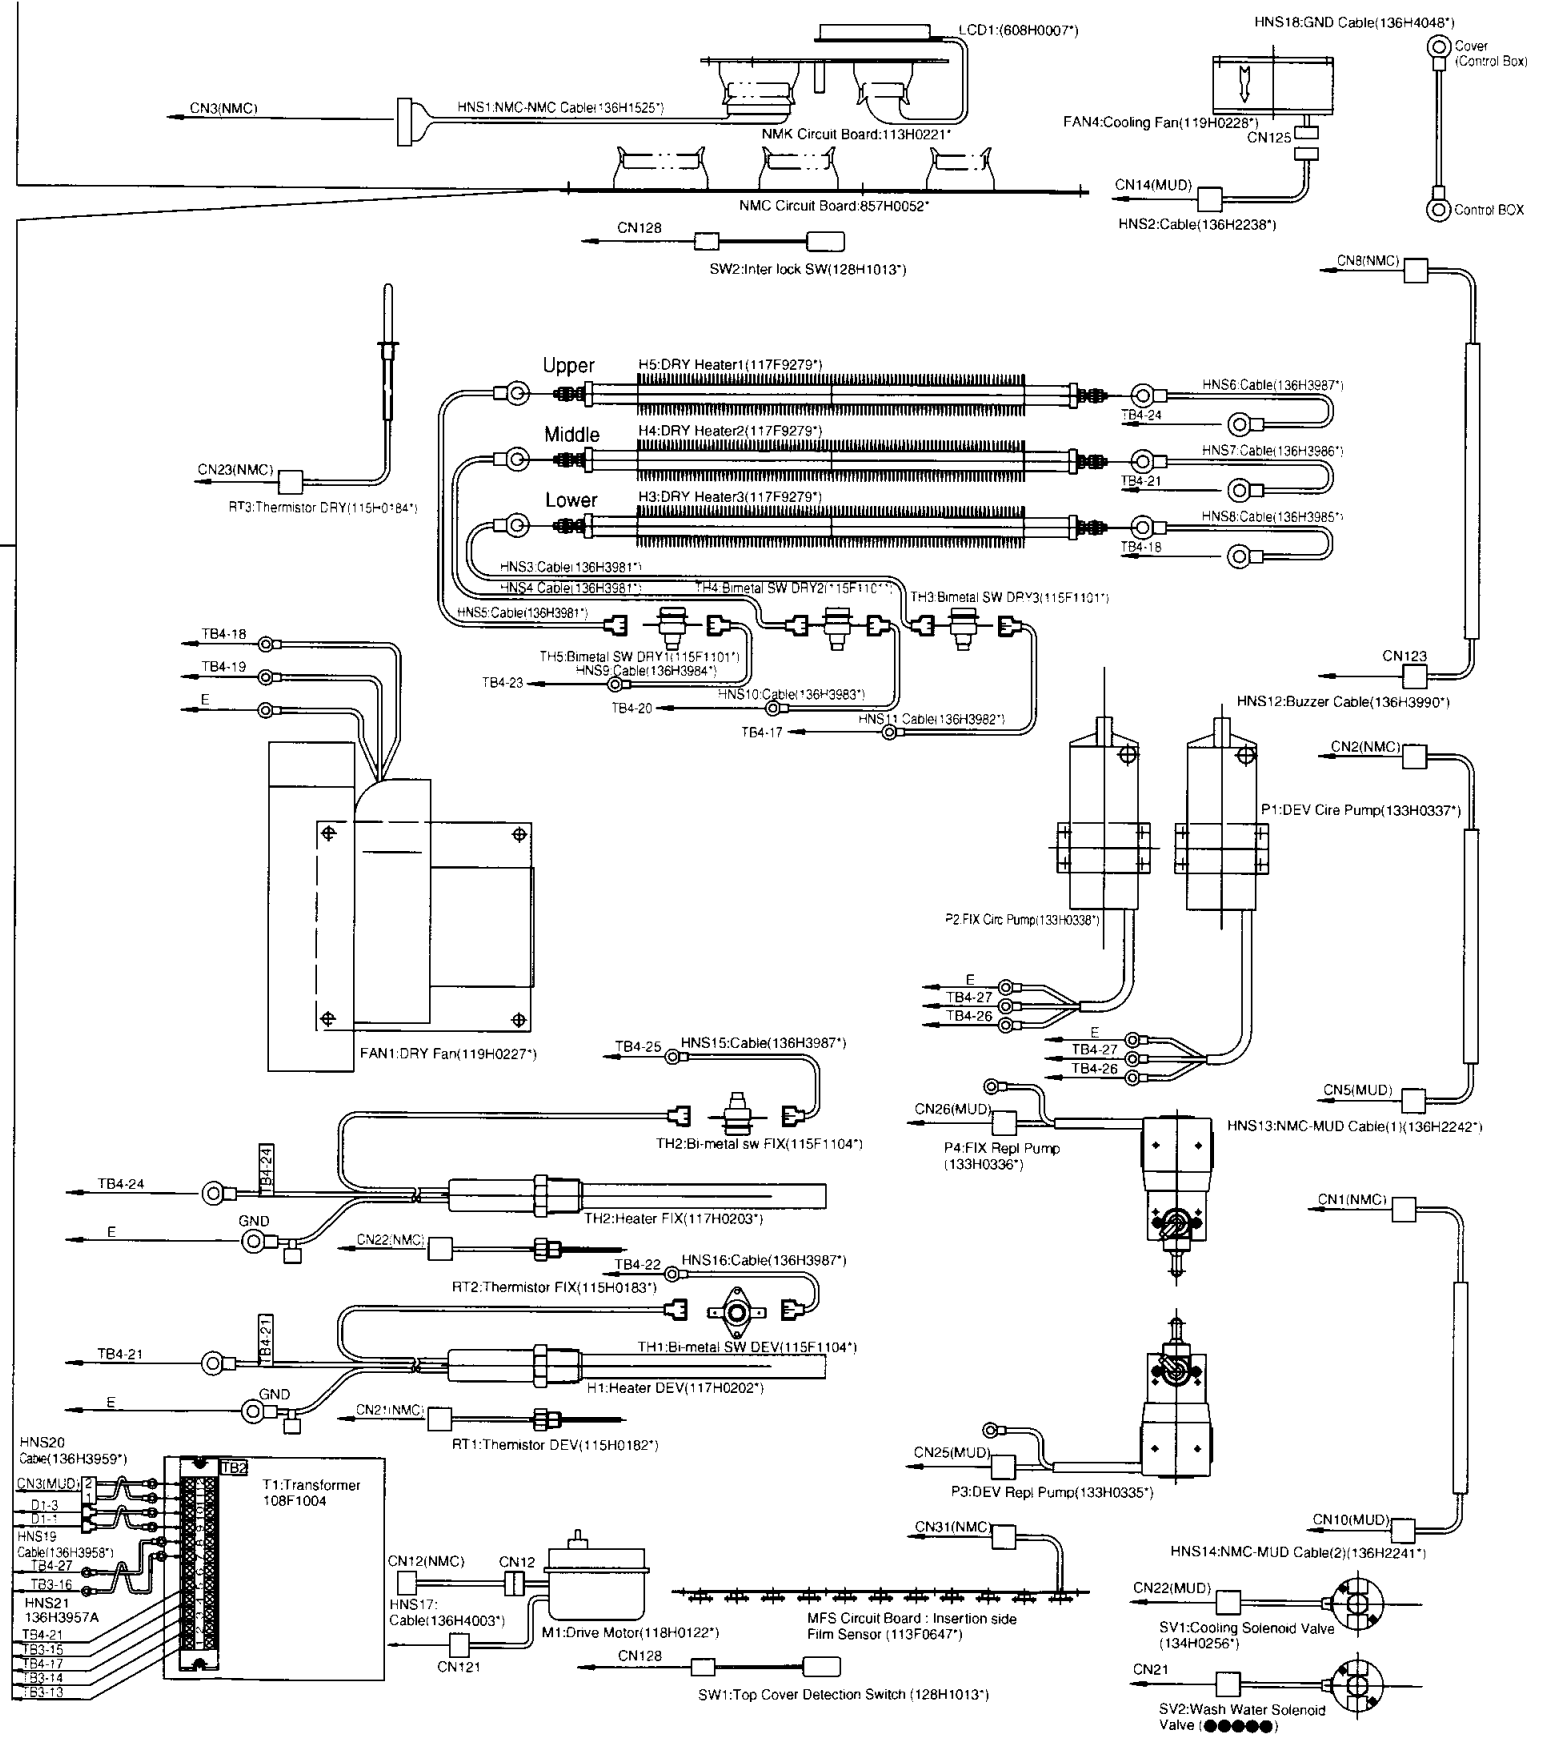 HNS18:GND Cable(136H4048*)
LCD1:(608H0007*)
Cover
(Control Box)
CN3(NMC)
HNS1:NMC-NMC Cable(136H1525*)
NMK Circuit Board:113H0221*
FAN4:Cooling Fan(119H0228*)
CN125
CN14(MUD)
HNS2:Cable(136H2238*)
Control BOX
NMC Circuit Board:857H0052*
CN128
SW2:Inter lock SW(128H1013*)
CN8(NMC)
Upper
H5:DRY Heater1(117F9279*)
HNS6:Cable(136H3987*)
TB4-24
Middle
H4:DRY Heater2(117F9279*)
HNS7:Cable(136H3986*)
TB4-21
CN23(NMC)
RT3:Thermistor DRY(115H0184*)
Lower
H3:DRY Heater3(117F9279*)
HNS8:Cable(136H3985*)
TB4-18
HNS3:Cable(136H3981*)
HNS4 Cable(136H3981*)
HNS5:Cable(136H3981*)
TH4:Bimetal SW DRY2(115F1101*)
TH3:Bimetal SW DRY3(115F1101*)
TH5:Bimetal SW DRY1(115F1101*)
HNS9:Cable(136H3984*)
TB4-23
HNS10:Cable(136H3983*)
TB4-20
HNS11 Cable(136H3982*)
TB4-17
TB4-18
TB4-19
E
CN123
HNS12:Buzzer Cable(136H3990*)
CN2(NMC)
P1:DEV Circ Pump(133H0337*)
P2:FIX Circ Pump(133H0338*)
E
TB4-27
TB4-26
E
TB4-27
TB4-26
FAN1:DRY Fan(119H0227*)
TB4-25
HNS15:Cable(136H3987*)
TH2:Bi-metal sw FIX(115F1104*)
CN26(MUD)
P4:FIX Repl Pump
(133H0336*)
CN5(MUD)
HNS13:NMC-MUD Cable(1)(136H2242*)
TB4-24
TB4-24
E
GND
TH2:Heater FIX(117H0203*)
CN22(NMC)
RT2:Thermistor FIX(115H0183*)
CN1(NMC)
TB4-22
HNS16:Cable(136H3987*)
TH1:Bi-metal SW DEV(115F1104*)
TB4-21
TB4-21
E
GND
H1:Heater DEV(117H0202*)
CN21(NMC)
RT1:Themistor DEV(115H0182*)
CN25(MUD)
P3:DEV Repl Pump(133H0335*)
CN10(MUD)
HNS14:NMC-MUD Cable(2)(136H2241*)
HNS20
Cable(136H3959*)
CN3(MUD)
2
1
D1-3
D1-1
HNS19
Cable(136H3958*)
TB4-27
TB3-16
HNS21
136H3957A
TB4-21
TB3-15
TB4-17
TB3-14
TB3-13
TB2
T1:Transformer
108F1004
CN12(NMC)
CN12
HNS17:
Cable(136H4003*)
M1:Drive Motor(118H0122*)
CN121
CN31(NMC)
MFS Circuit Board : Insertion side
Film Sensor (113F0647*)
CN128
SW1:Top Cover Detection Switch (128H1013*)
CN22(MUD)
SV1:Cooling Solenoid Valve
(134H0256*)
CN21
SV2:Wash Water Solenoid
Valve (●●●●●)